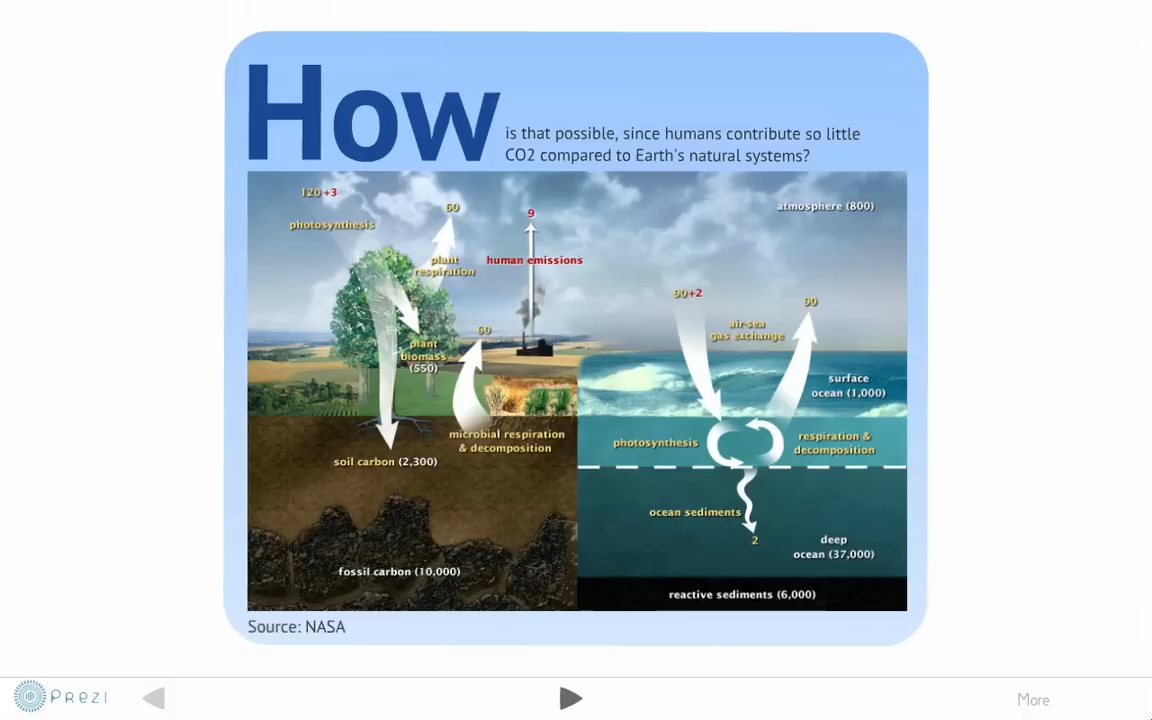 How
is that possible, since humans contribute so little
CO2 compared to Earth's natural systems?
120 +3
photosynthesis
60
plant
respiration
9
human emissions
atmosphere (800)
plant
biomass
(550)
60
microbial respiration
& decomposition
soil carbon (2,300)
fossil carbon (10,000)
90+2
air-sea
gas exchange
90
surface
ocean (1,000)
photosynthesis
respiration &
decomposition
ocean sediments
2
deep
ocean (37,000)
reactive sediments (6,000)
Source: NASA
Prezi
More